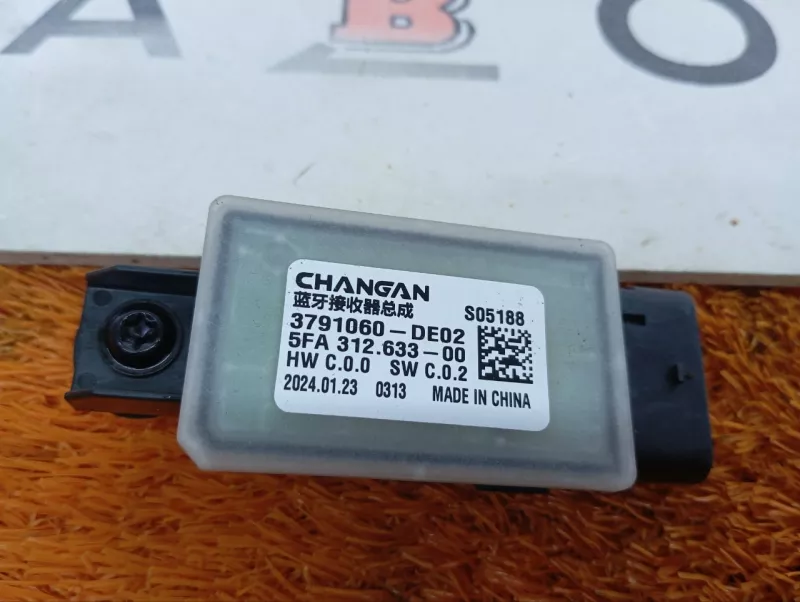 A B O
CHANGAN
蓝牙接收器总成 S05188
3791060-DE02
5FA 312.633-00
HW C.0.0 SW C.0.2
2024.01.23 0313 MADE IN CHINA